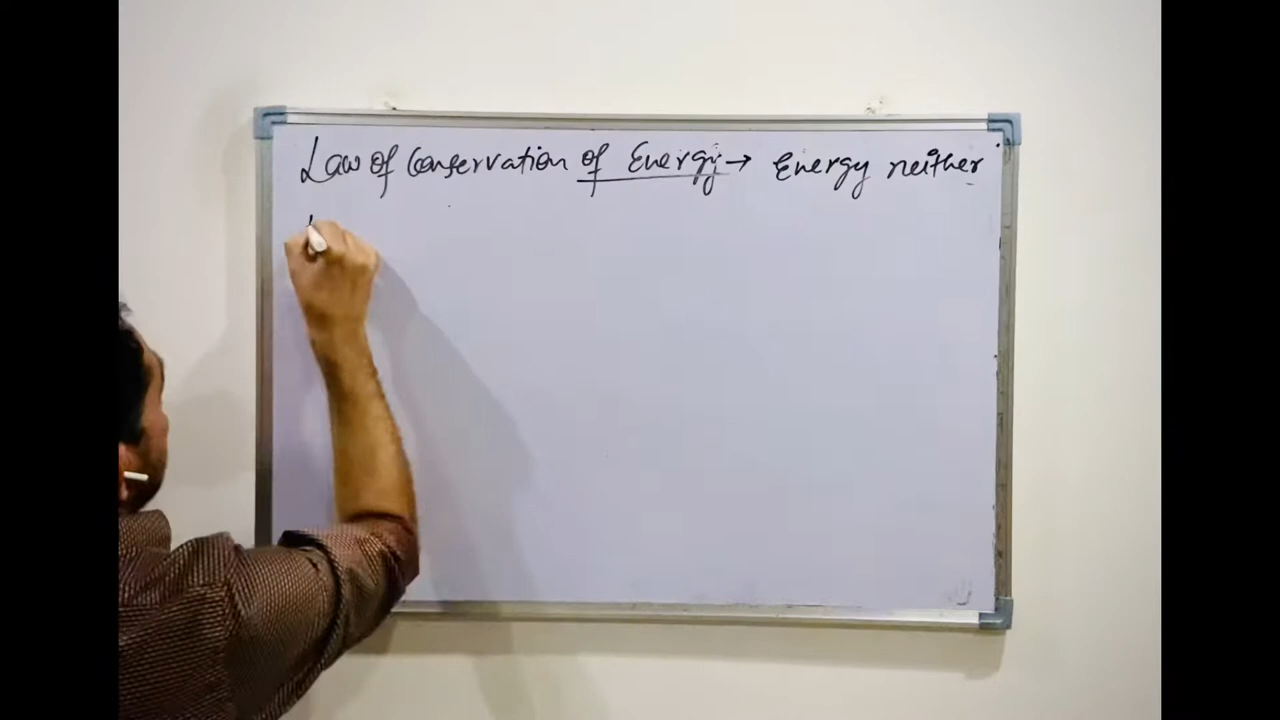 Law of Conservation of Energy → Energy neither